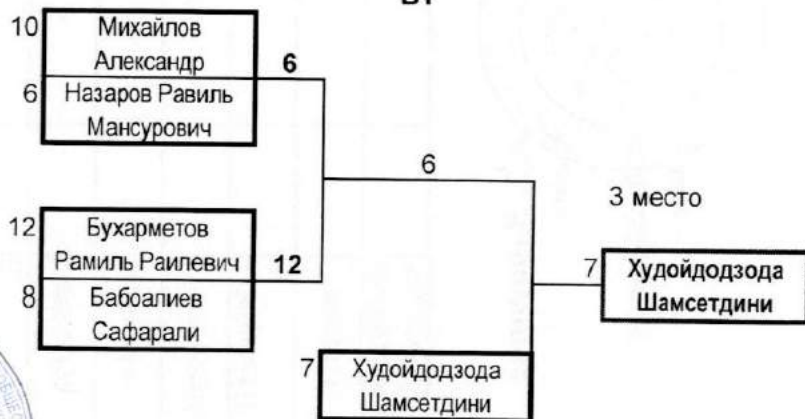 10
Михайлов
Александр
6
6
Назаров Равиль
Мансурович
6
3 место
12
Бухарметов
Рамиль Раилевич
12
8
Бабоалиев
Сафарали
7
Худойдодзода
Шамсетдини
7
Худойдодзода
Шамсетдини